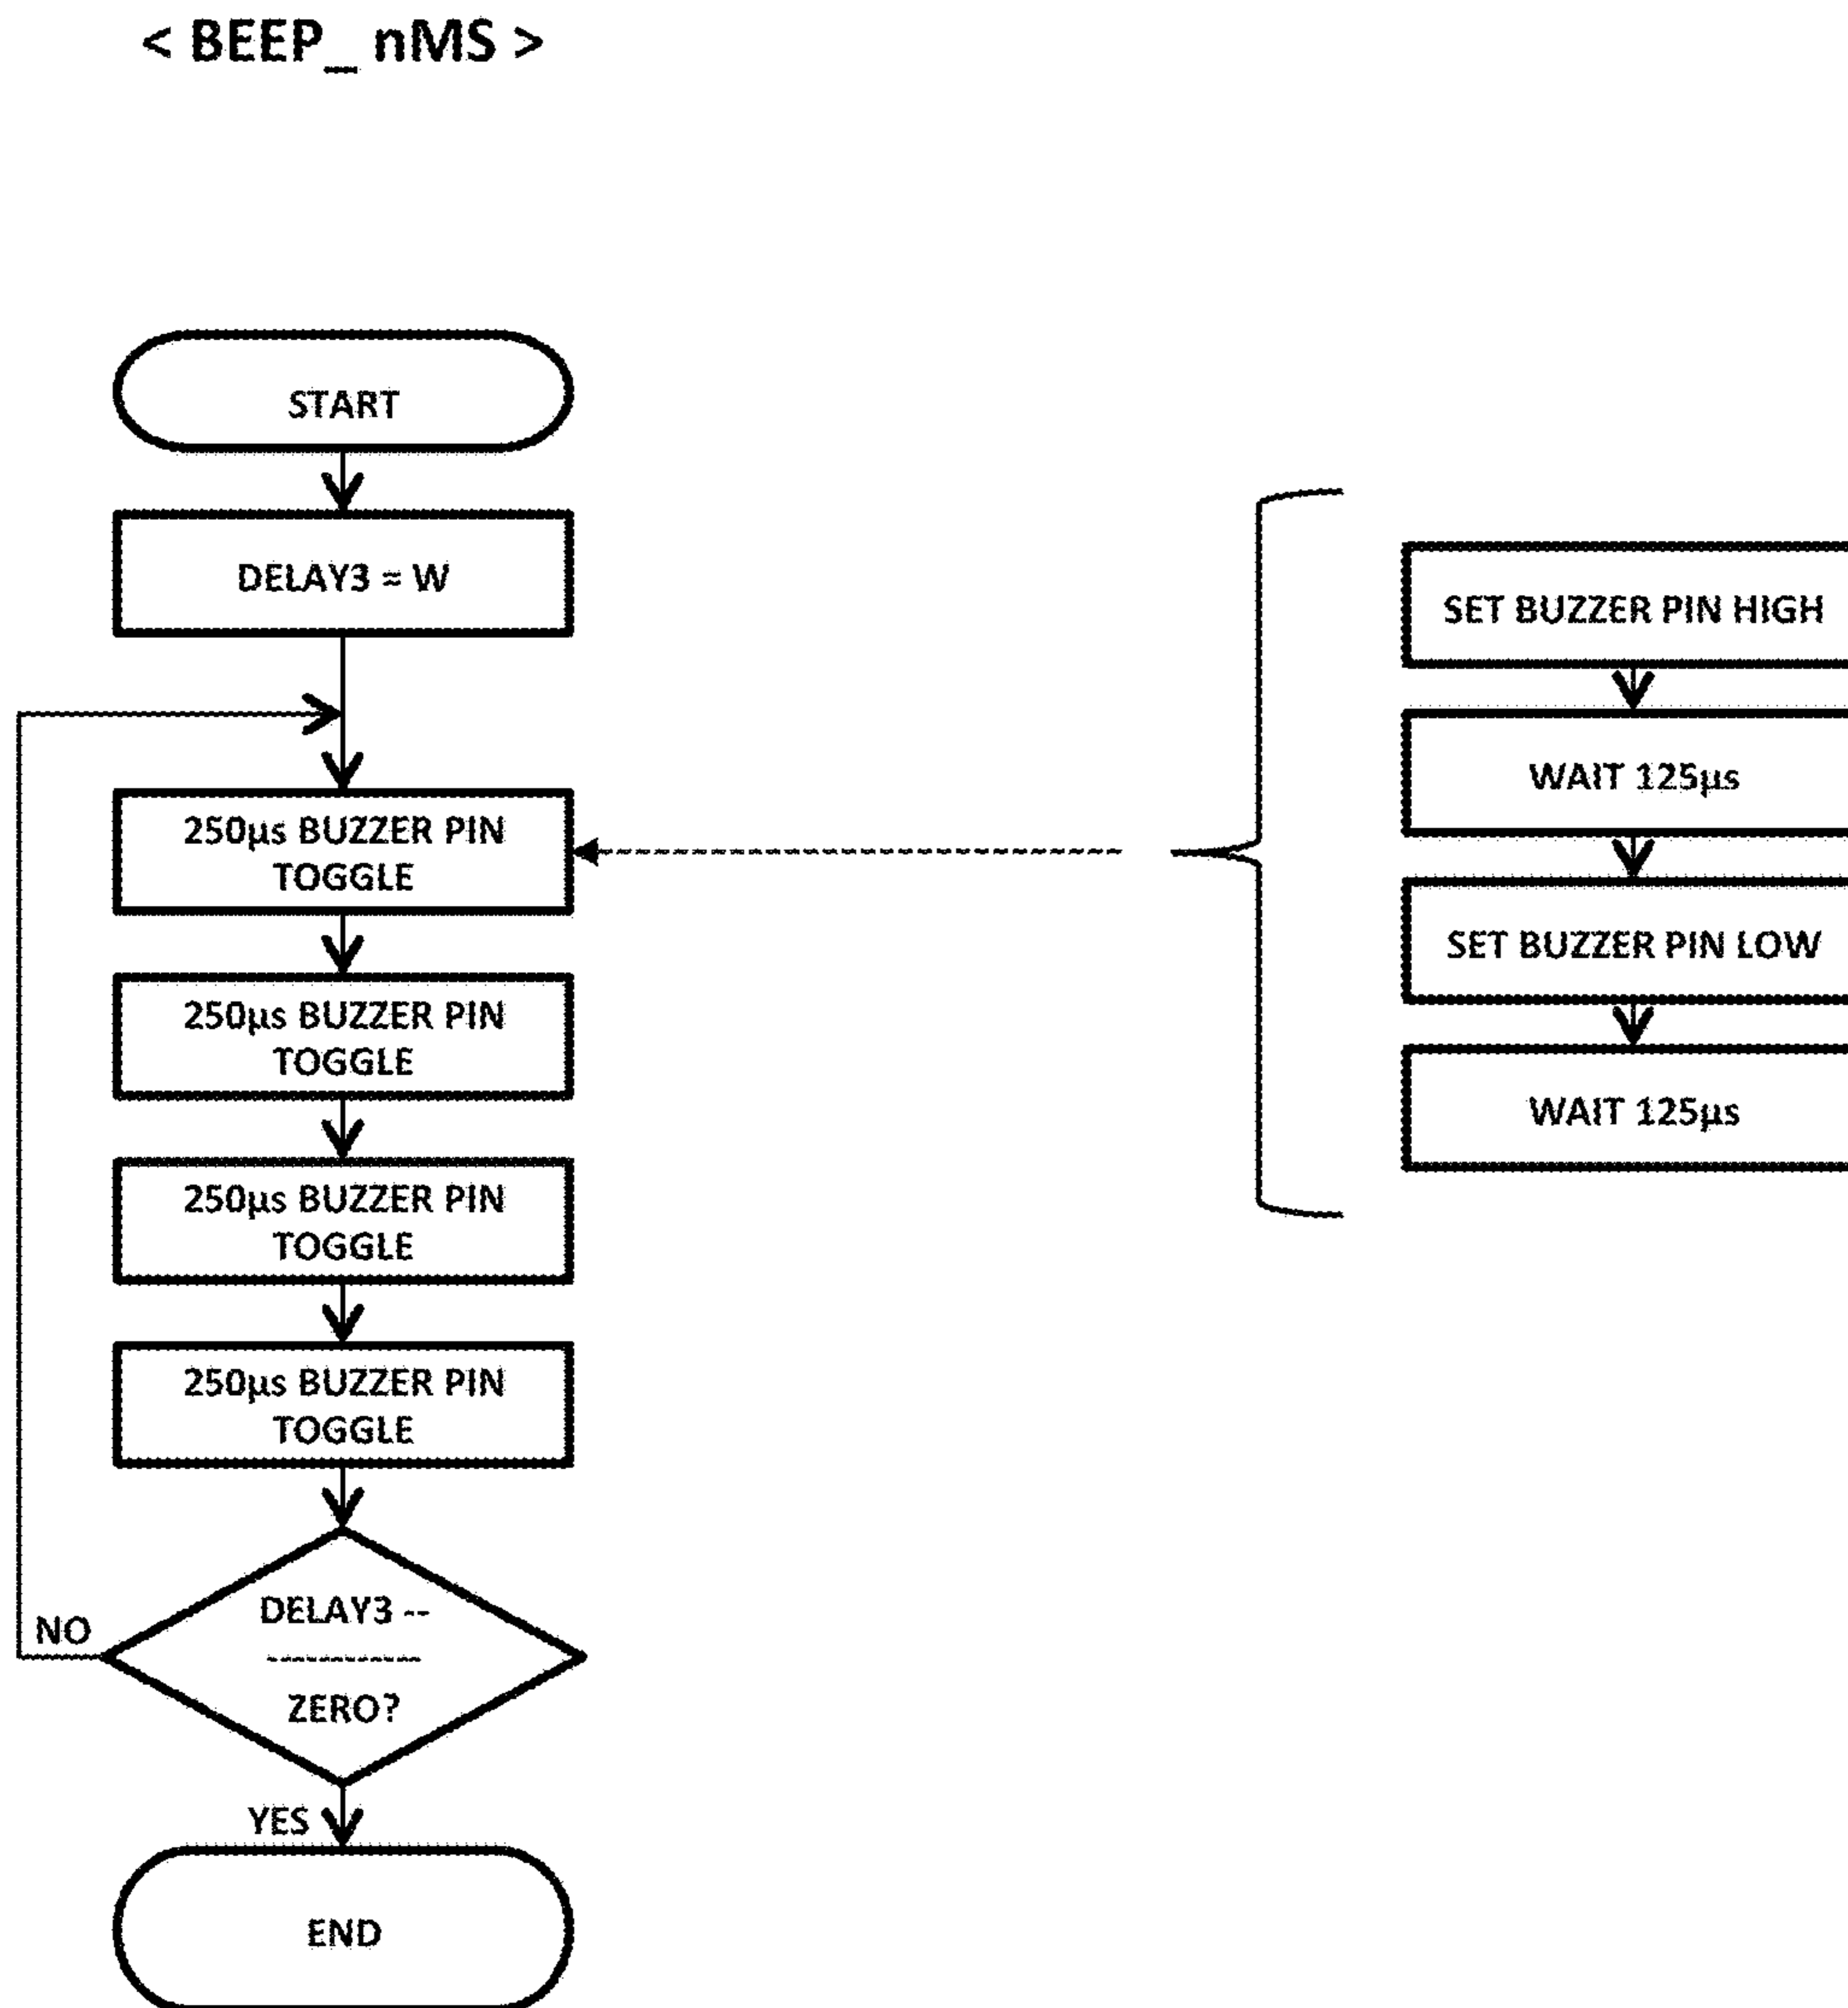 < BEEP_ nMS >
START
DELAY3 = W
250µs BUZZER PIN
TOGGLE
250µs BUZZER PIN
TOGGLE
250µs BUZZER PIN
TOGGLE
250µs BUZZER PIN
TOGGLE
DELAY3 --
------------
ZERO?
NO
YES
END
SET BUZZER PIN HIGH
WAIT 125µs
SET BUZZER PIN LOW
WAIT 125µs